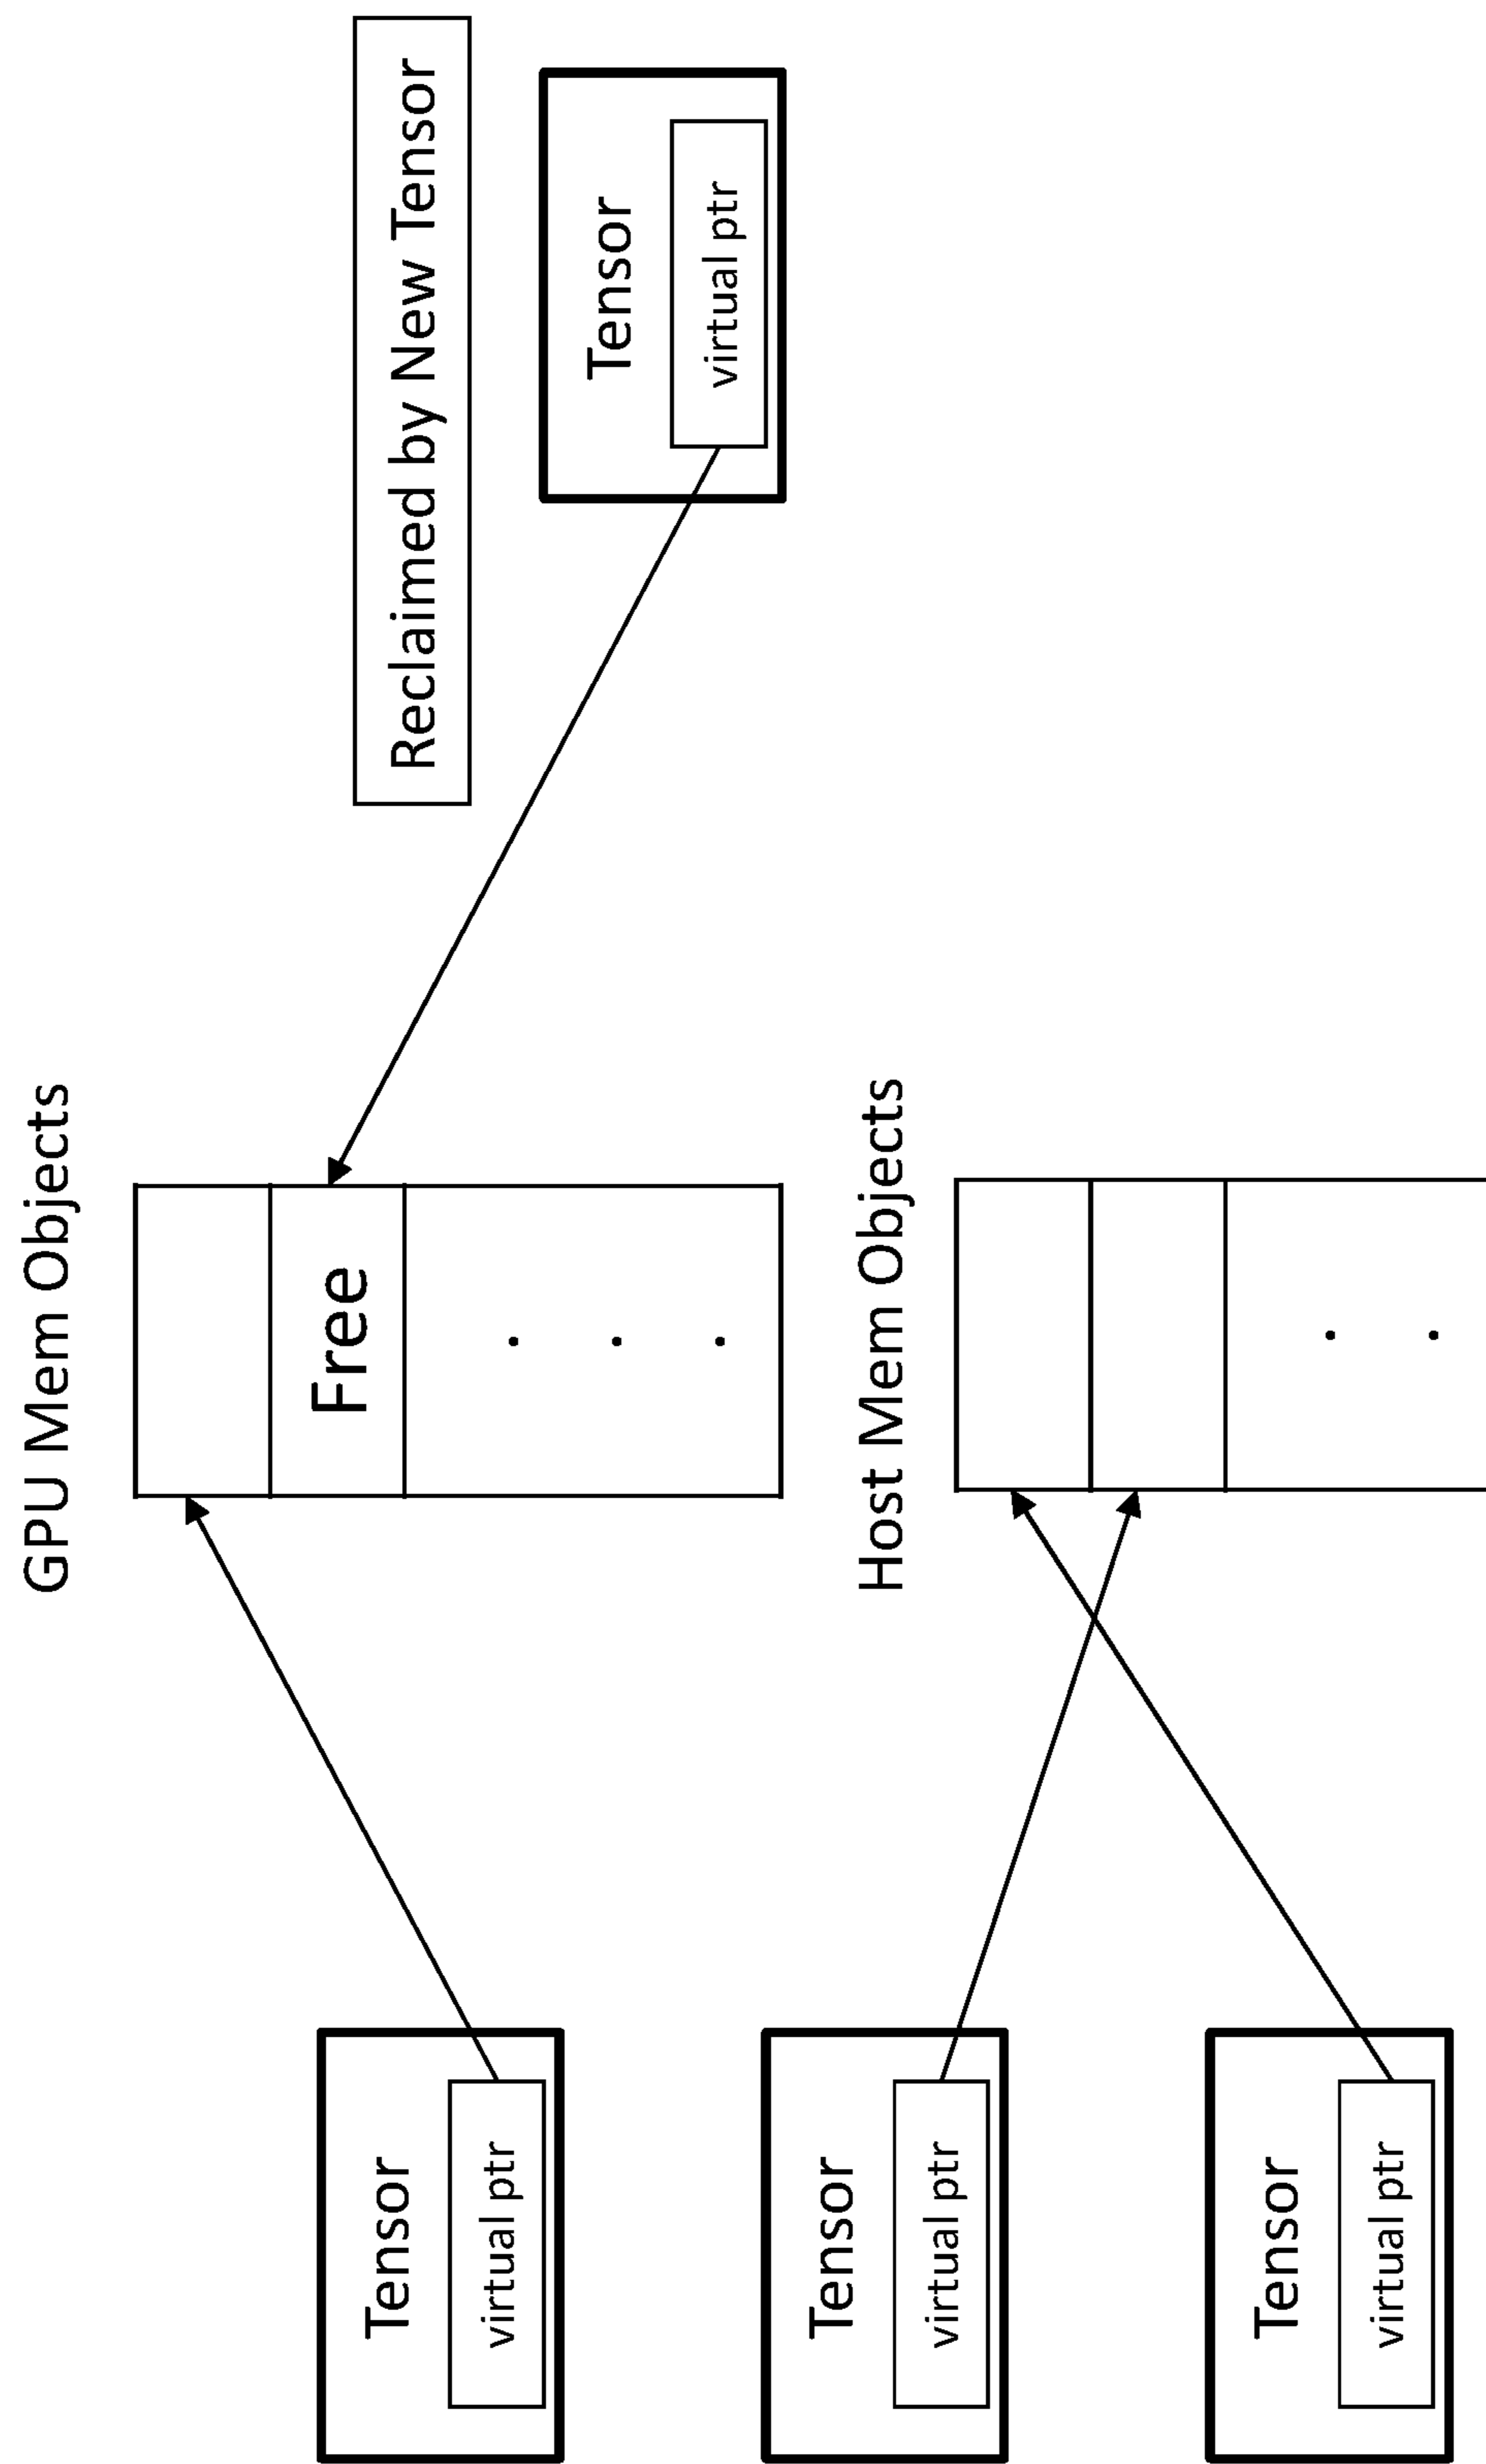 GPU Mem Objects
Free
Tensor
virtual ptr
Reclaimed by New Tensor
Tensor
virtual ptr
Host Mem Objects
Tensor
virtual ptr
Tensor
virtual ptr